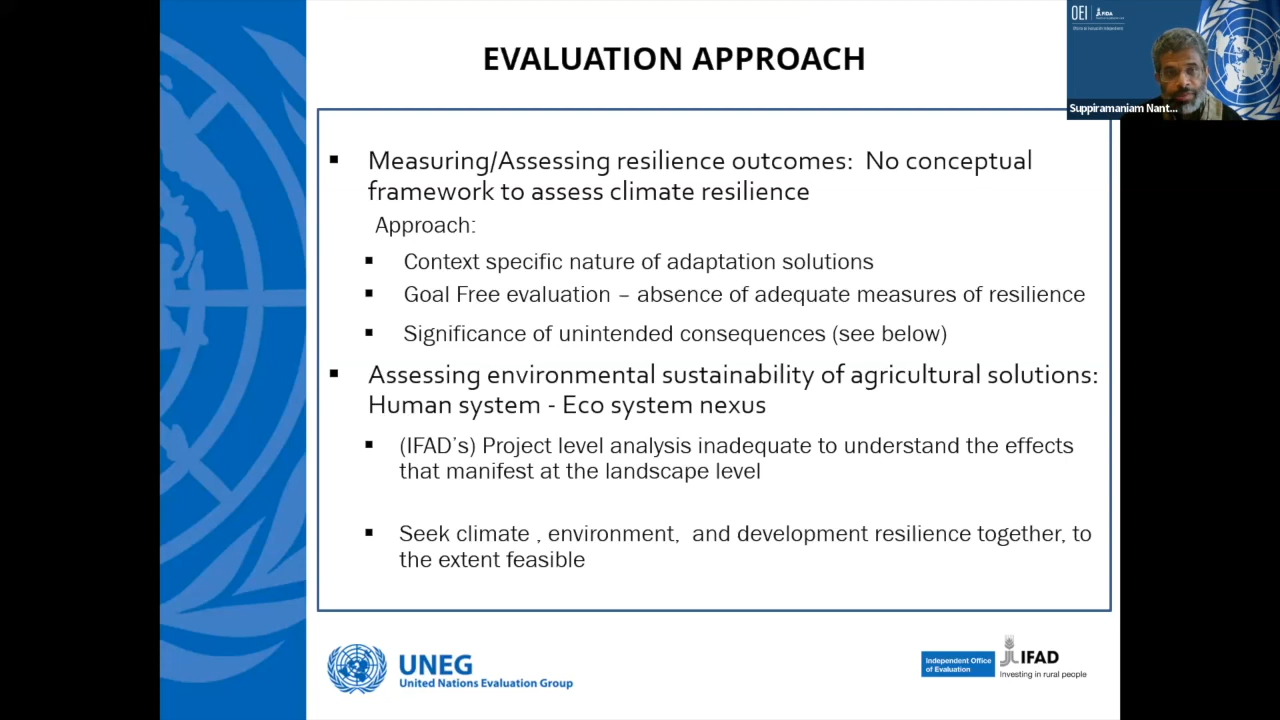 EVALUATION APPROACH
OEI
Suppiramaniam Nant...
▪ Measuring/Assessing resilience outcomes:  No conceptual
framework to assess climate resilience
Approach:
▪ Context specific nature of adaptation solutions
▪ Goal Free evaluation – absence of adequate measures of resilience
▪ Significance of unintended consequences (see below)
▪ Assessing environmental sustainability of agricultural solutions:
Human system - Eco system nexus
▪ (IFAD's) Project level analysis inadequate to understand the effects
that manifest at the landscape level
▪ Seek climate , environment,  and development resilience together, to
the extent feasible
UNEG
United Nations Evaluation Group
Independent Office
of Evaluation
IFAD
Investing in rural people